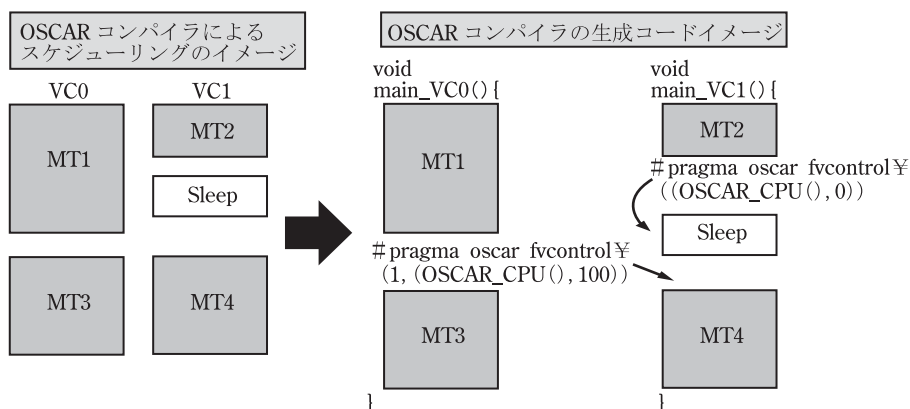 OSCAR コンパイラによる
スケジューリングのイメージ
VC0
VC1
MT1
MT2
Sleep
MT3
MT4
OSCAR コンパイラの生成コードイメージ
void
main_VC0(){
MT1
#pragma oscar fvcontrol¥
(1,(OSCAR_CPU(),100))
MT3
}
void
main_VC1(){
MT2
#pragma oscar fvcontrol¥
((OSCAR_CPU(),0))
Sleep
MT4
}